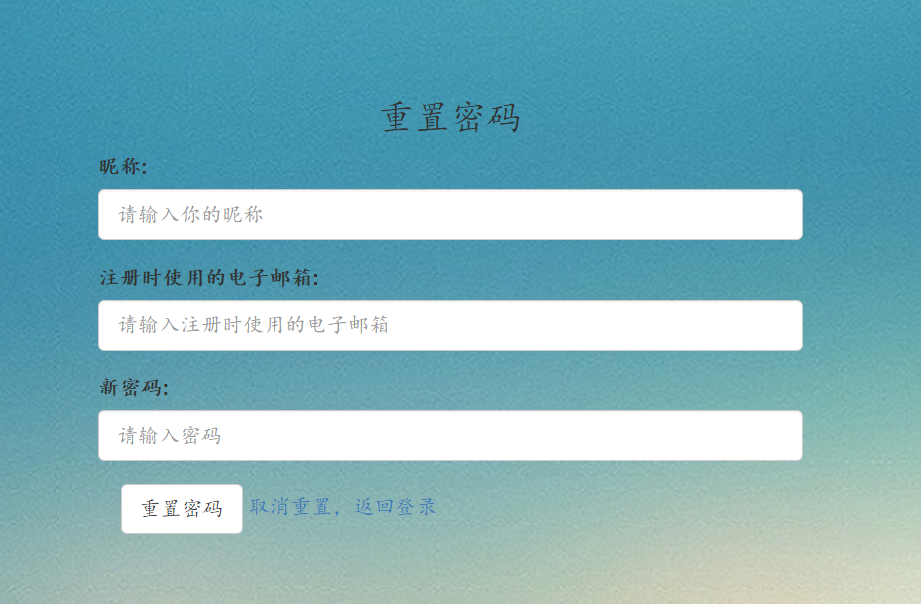 重置密码
昵称:
请输入你的昵称
注册时使用的电子邮箱:
请输入注册时使用的电子邮箱
新密码:
请输入密码
重置密码 取消重置，返回登录